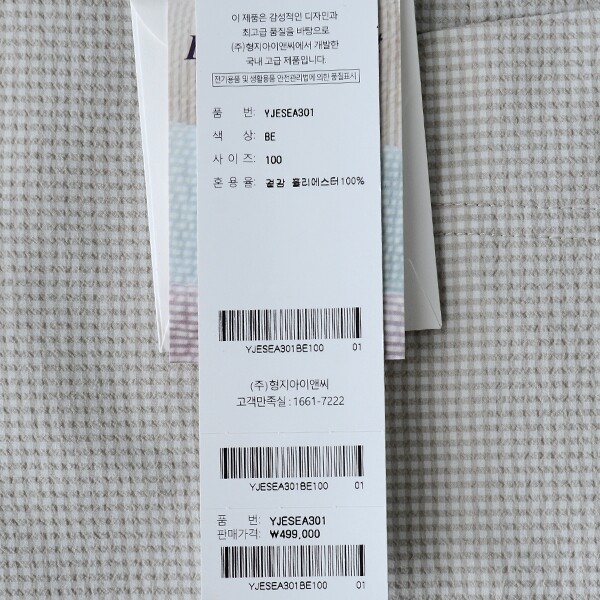 이 제품은 감성적인 디자인과
최고급 품질을 바탕으로
(주)형지아이앤씨에서 개발한
국내 고급 제품입니다.
전기용품 및 생활용품 안전관리법에 의한 품질표시
품 번: YJESEA301
색 상: BE
사 이 즈: 100
혼 용 율: 겉감 폴리에스터100%
YJESEA301BE100 01
(주)형지아이앤씨
고객만족실 : 1661-7222
YJESEA301BE100 01
품 번: YJESEA301
판매가격: ₩499,000
YJESEA301BE100 01